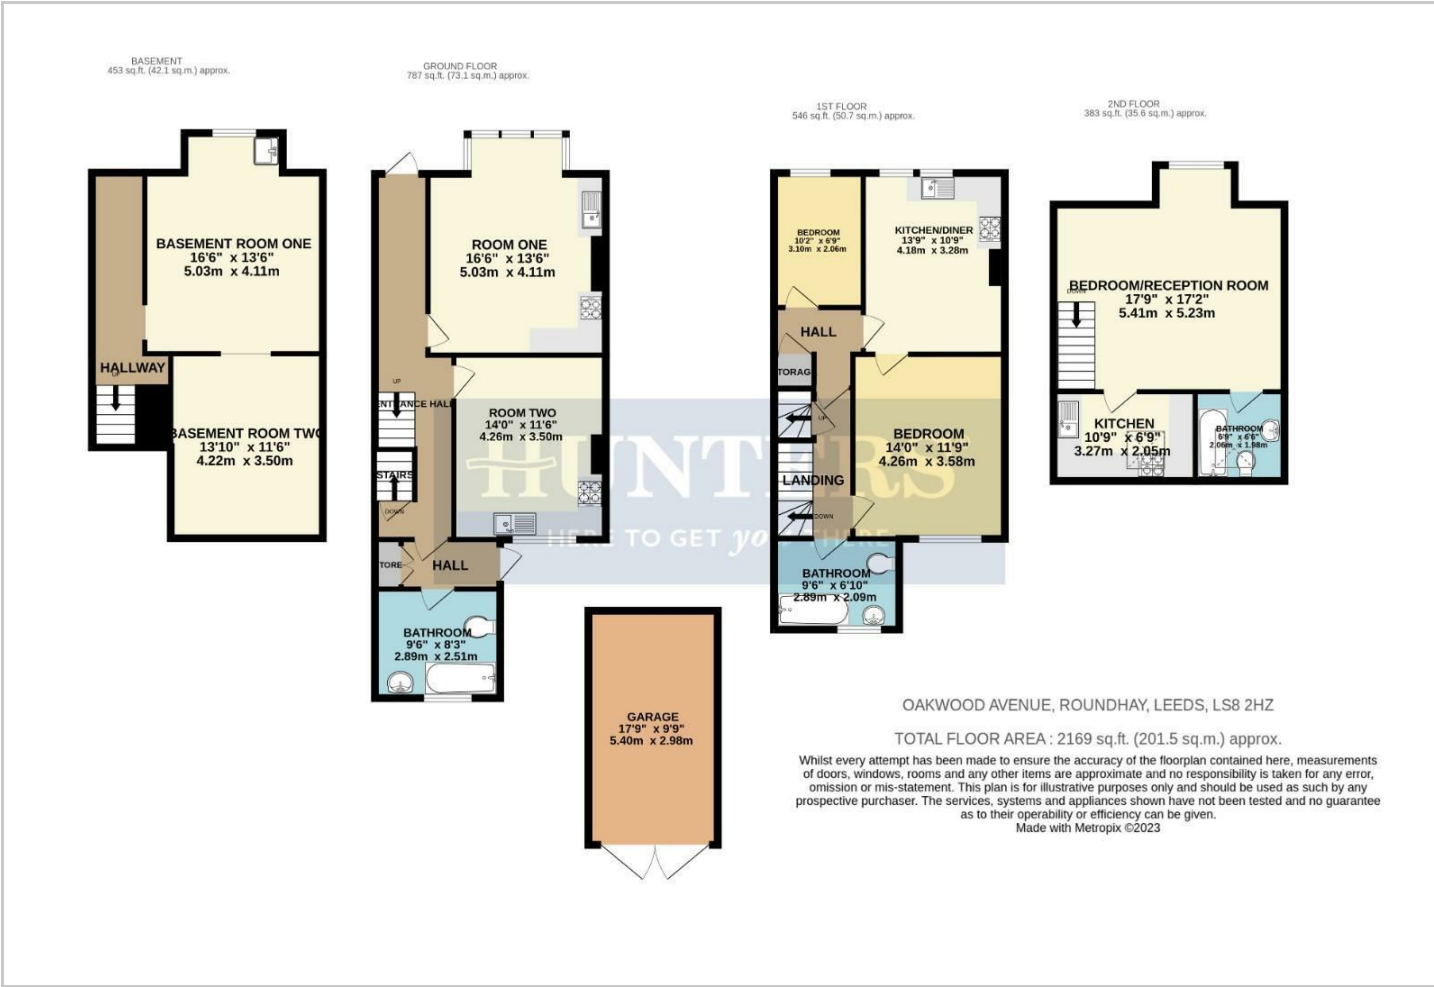 BASEMENT
453 sq.ft. (42.1 sq.m.) approx.
GROUND FLOOR
787 sq.ft. (73.1 sq.m.) approx.
1ST FLOOR
546 sq.ft. (50.7 sq.m.) approx.
2ND FLOOR
383 sq.ft. (35.6 sq.m.) approx.
BASEMENT ROOM ONE
16'6" x 13'6"
5.03m x 4.11m
HALLWAY
UP
BASEMENT ROOM TWO
13'10" x 11'6"
4.22m x 3.50m
ROOM ONE
16'6" x 13'6"
5.03m x 4.11m
UP
ENTRANCE HALL
ROOM TWO
14'0" x 11'6"
4.26m x 3.50m
STAIRS
DOWN
TORE
HALL
BATHROOM
9'6" x 8'3"
2.89m x 2.51m
GARAGE
17'9" x 9'9"
5.40m x 2.98m
BEDROOM
10'2" x 6'9"
3.10m x 2.06m
KITCHEN/DINER
13'9" x 10'9"
4.18m x 3.28m
HALL
TORAG
UP
BEDROOM
14'0" x 11'9"
4.26m x 3.58m
LANDING
DOWN
BATHROOM
9'6" x 6'10"
2.89m x 2.09m
BEDROOM/RECEPTION ROOM
17'9" x 17'2"
5.41m x 5.23m
DOWN
KITCHEN
10'9" x 6'9"
3.27m x 2.05m
BATHROOM
6'9" x 6'6"
2.06m x 1.98m
HUNTERS
HERE TO GET you THERE
OAKWOOD AVENUE, ROUNDHAY, LEEDS, LS8 2HZ
TOTAL FLOOR AREA : 2169 sq.ft. (201.5 sq.m.) approx.
Whilst every attempt has been made to ensure the accuracy of the floorplan contained here, measurements
of doors, windows, rooms and any other items are approximate and no responsibility is taken for any error,
omission or mis-statement. This plan is for illustrative purposes only and should be used as such by any
prospective purchaser. The services, systems and appliances shown have not been tested and no guarantee
as to their operability or efficiency can be given.
Made with Metropix ©2023